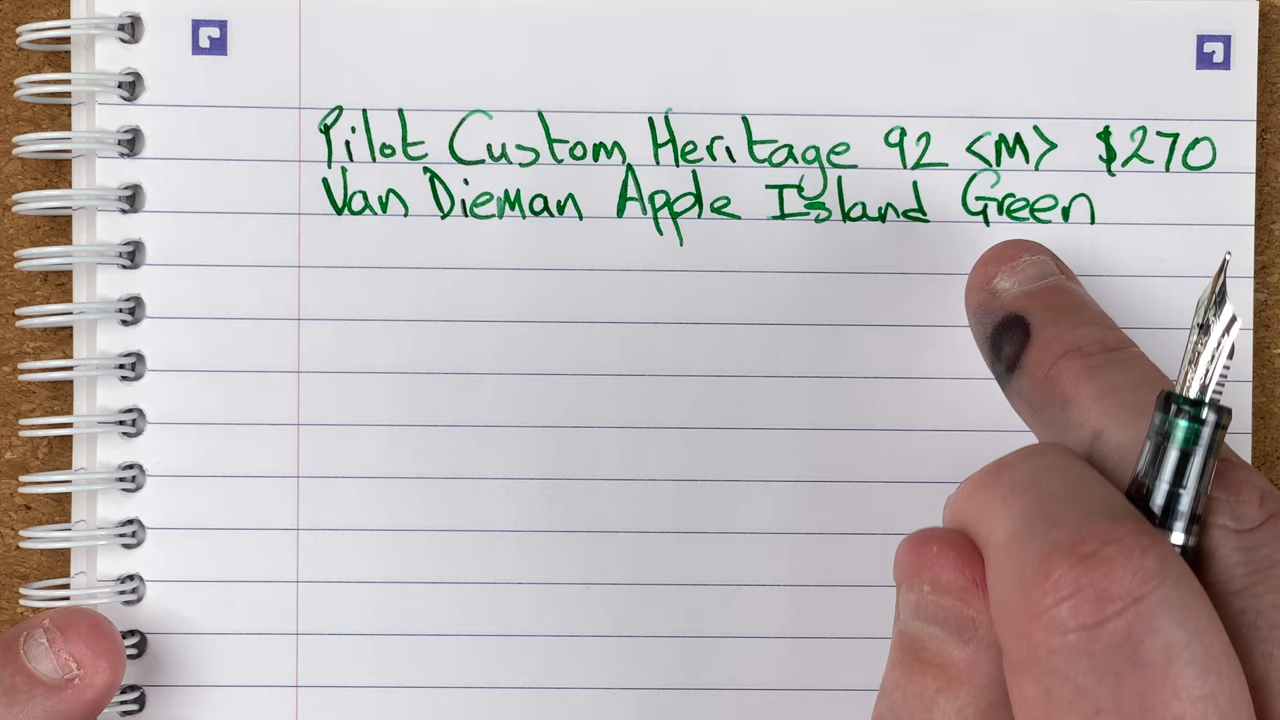 Pilot Custom Heritage 92 <M> $270
Van Dieman Apple Island Green